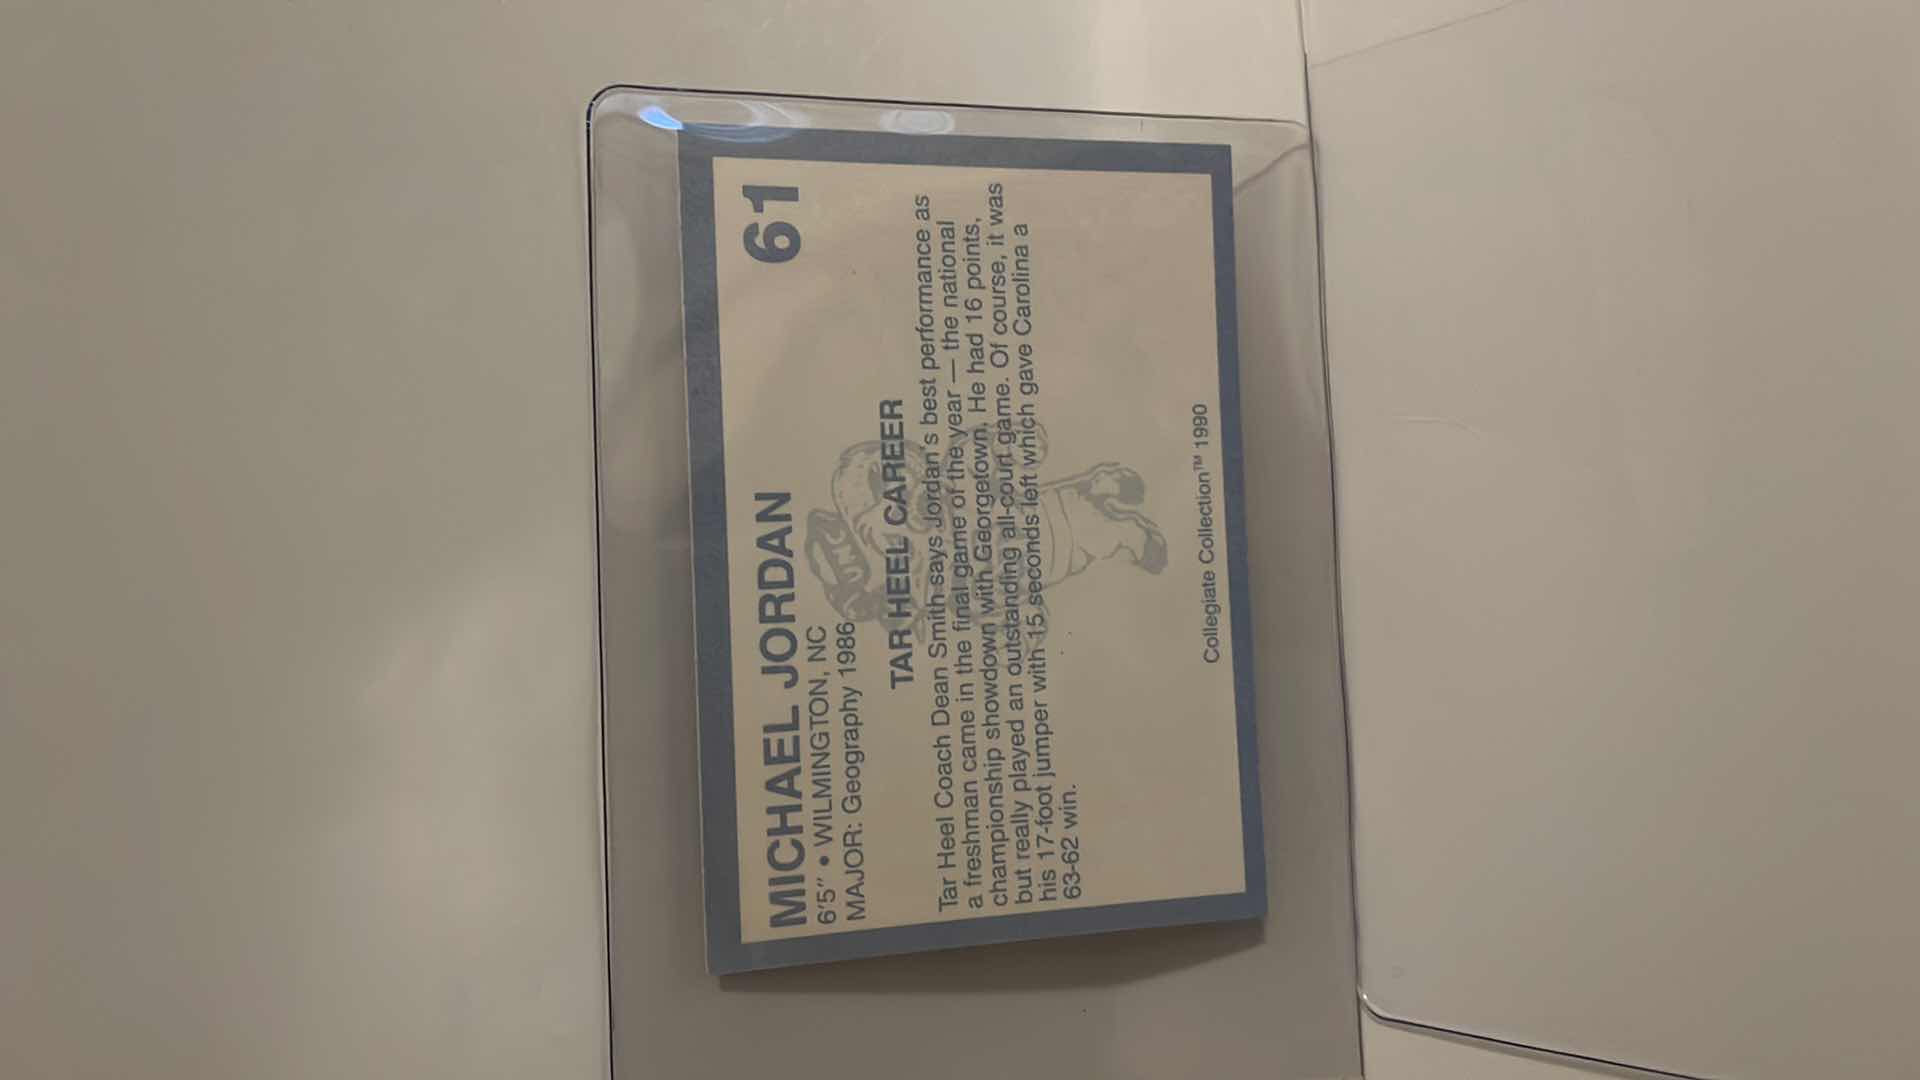 MICHAEL JORDAN 61
6'5" • WILMINGTON, NC
MAJOR: Geography 1986
UNC
TAR HEEL CAREER
Tar Heel Coach Dean Smith says Jordan's best performance as
a freshman came in the final game of the year — the national
championship showdown with Georgetown. He had 16 points,
but really played an outstanding all-court game. Of course, it was
his 17-foot jumper with 15 seconds left which gave Carolina a
63-62 win.
Collegiate Collection™ 1990